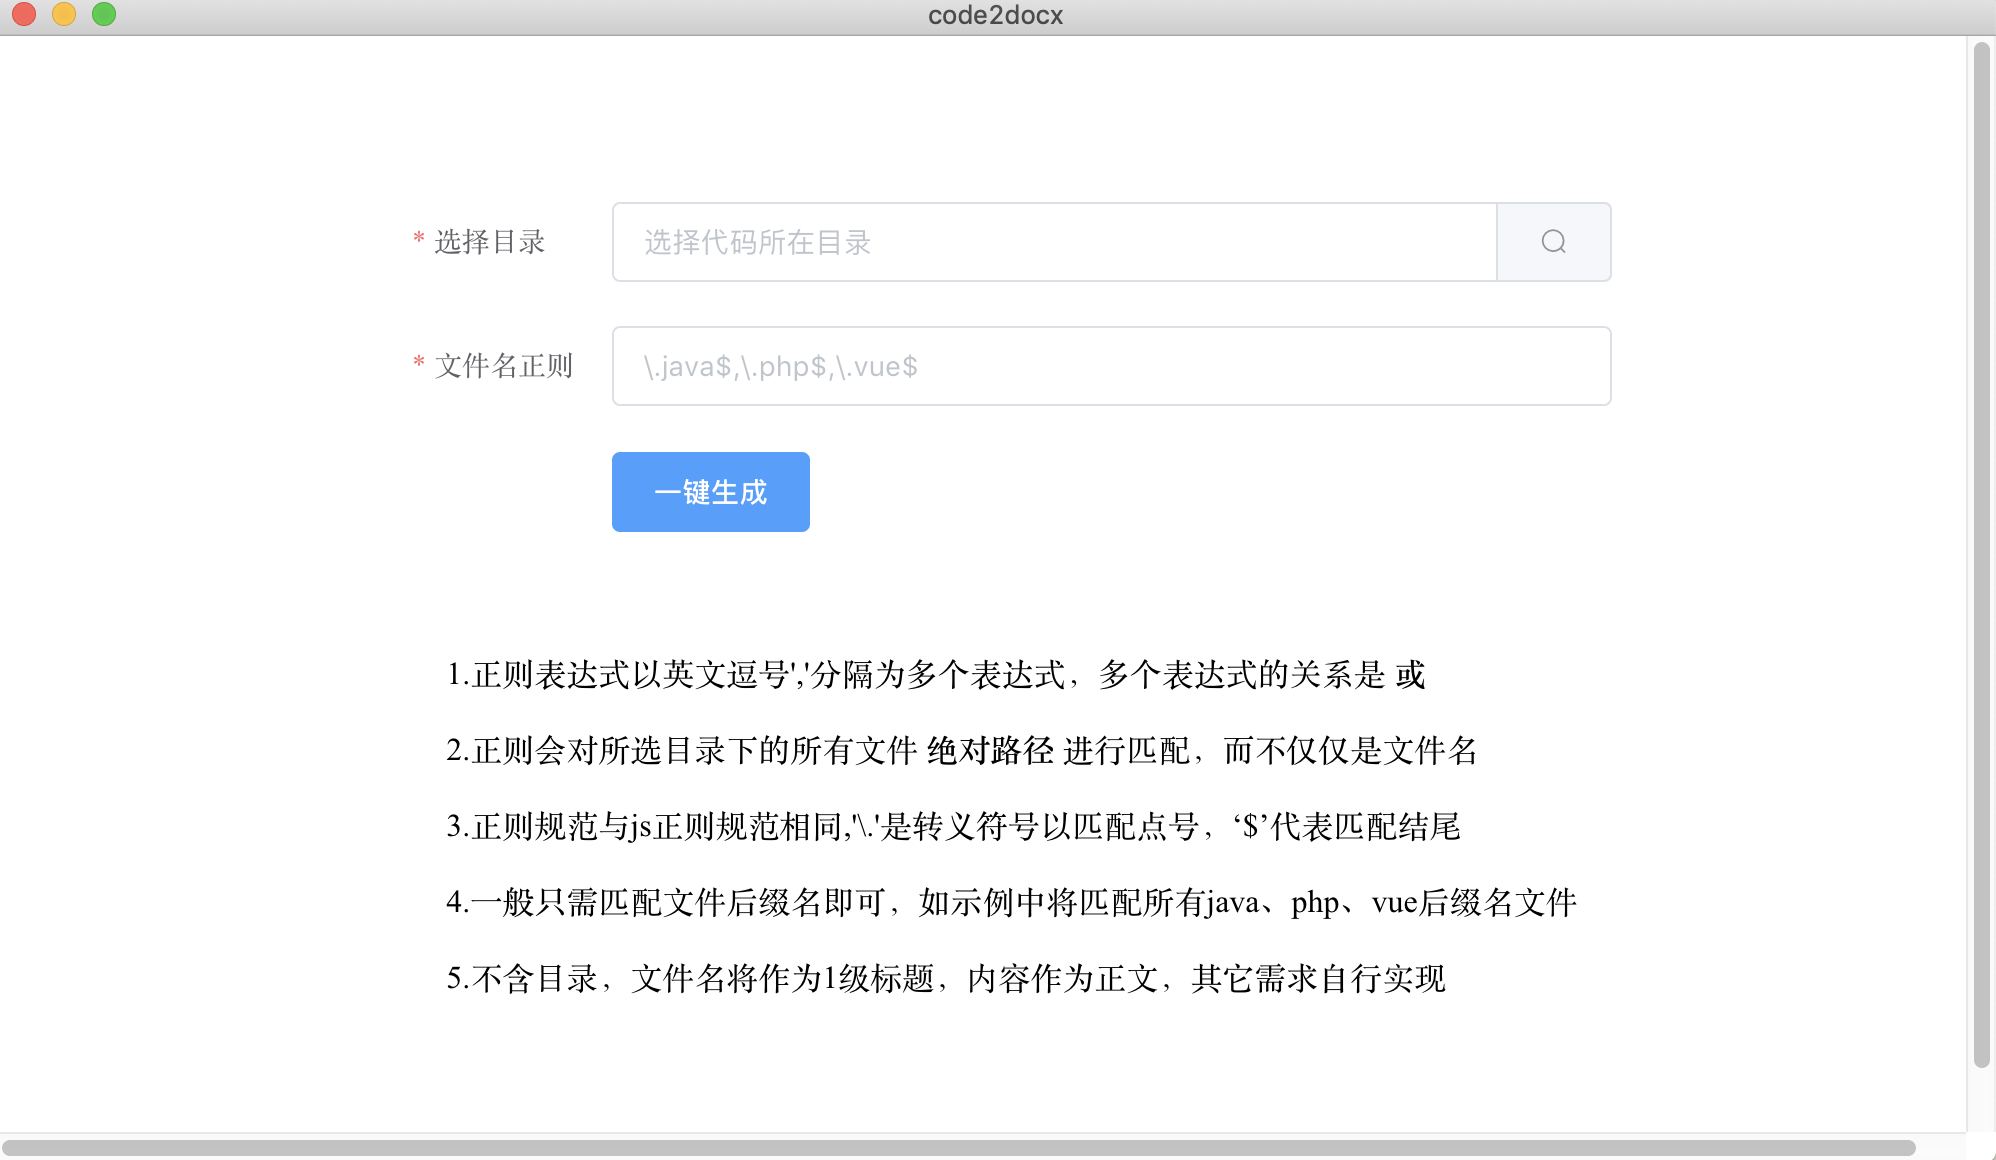 code2docx
* 选择目录
选择代码所在目录
* 文件名正则
\.java$,\.php$,\.vue$
一键生成
1.正则表达式以英文逗号','分隔为多个表达式，多个表达式的关系是 或
2.正则会对所选目录下的所有文件 绝对路径 进行匹配，而不仅仅是文件名
3.正则规范与js正则规范相同,'\.'是转义符号以匹配点号，‘$’代表匹配结尾
4.一般只需匹配文件后缀名即可，如示例中将匹配所有java、php、vue后缀名文件
5.不含目录，文件名将作为1级标题，内容作为正文，其它需求自行实现